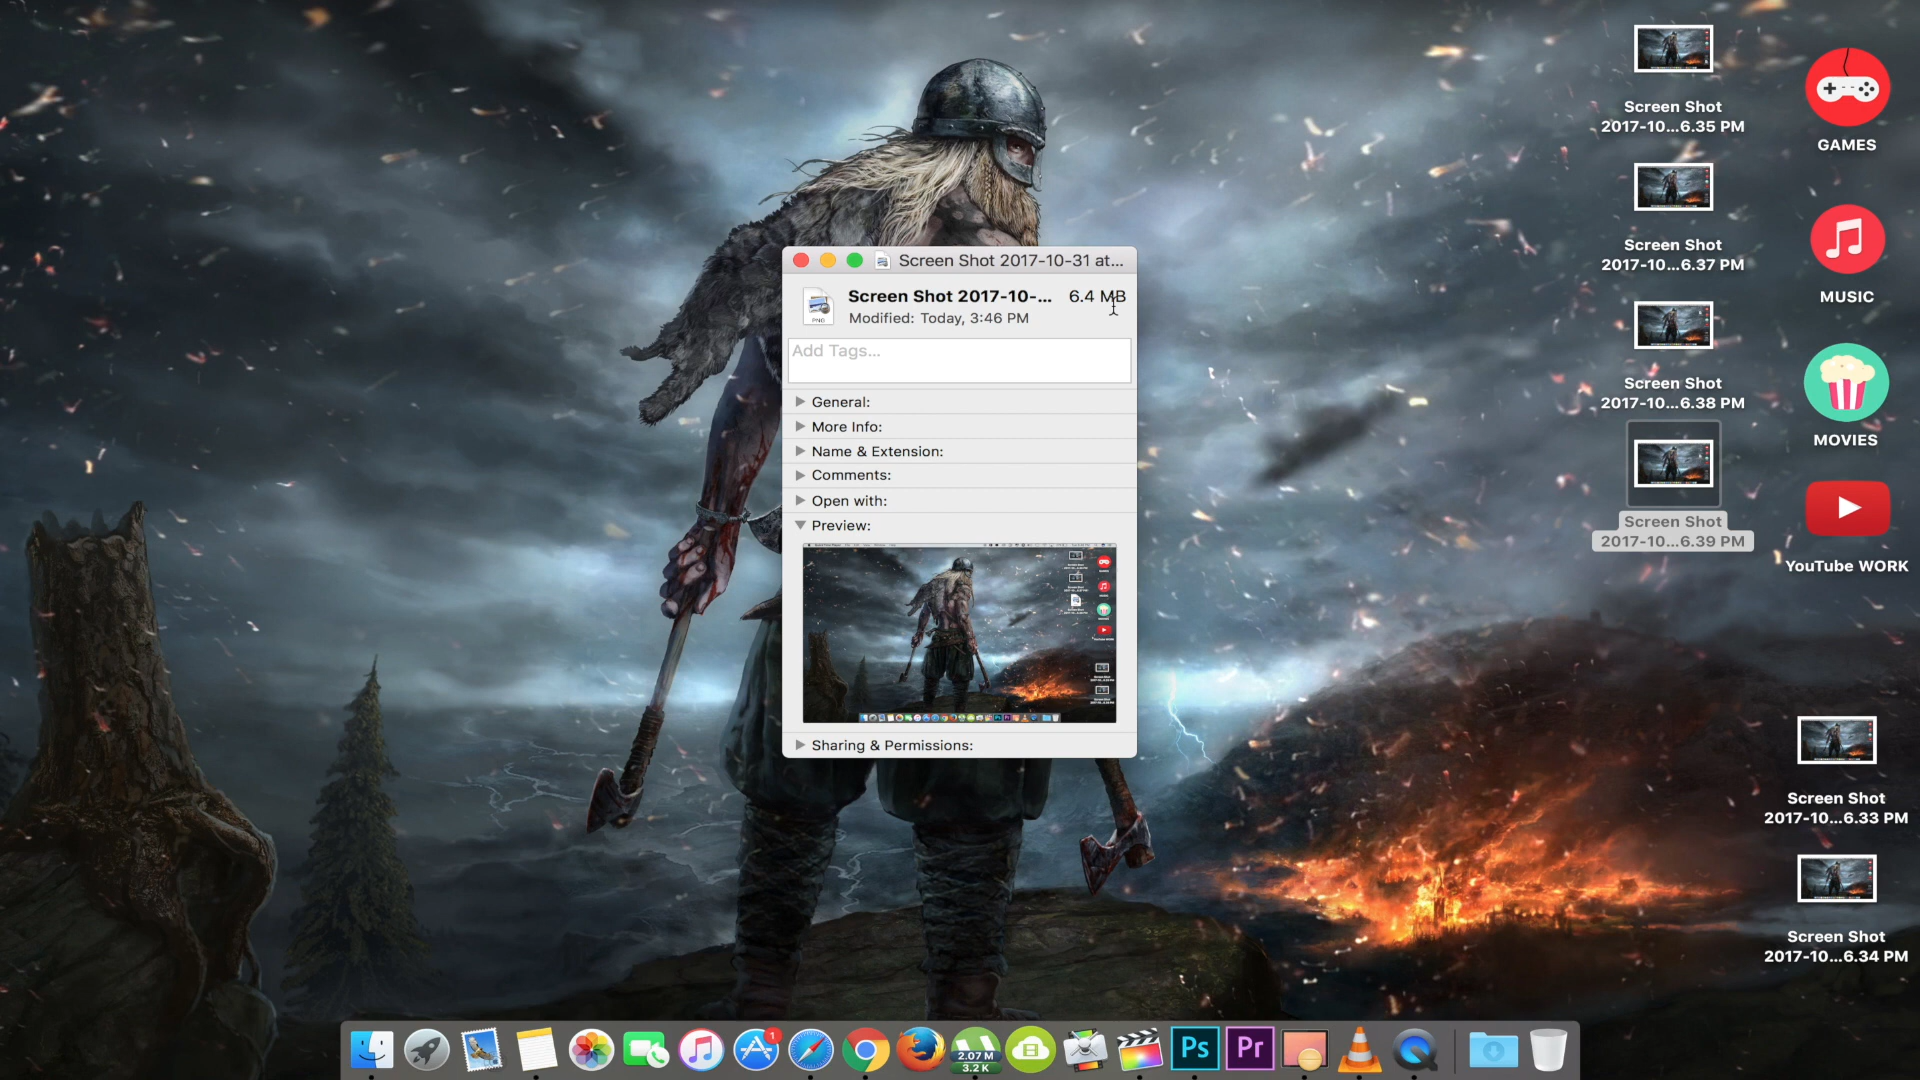 Screen Shot 2017-10-31 at...
Screen Shot 2017-10-... 6.4 MB
Modified: Today, 3:46 PM
PNG
Add Tags...
General:
More Info:
Name & Extension:
Comments:
Open with:
Preview:
Sharing & Permissions:
Screen Shot
2017-10...6.35 PM
Screen Shot
2017-10...6.37 PM
Screen Shot
2017-10...6.38 PM
Screen Shot
2017-10...6.39 PM
GAMES
MUSIC
MOVIES
YouTube WORK
Screen Shot
2017-10...6.33 PM
Screen Shot
2017-10...6.34 PM
1
2.07 M
3.2 K
Ps
Pr